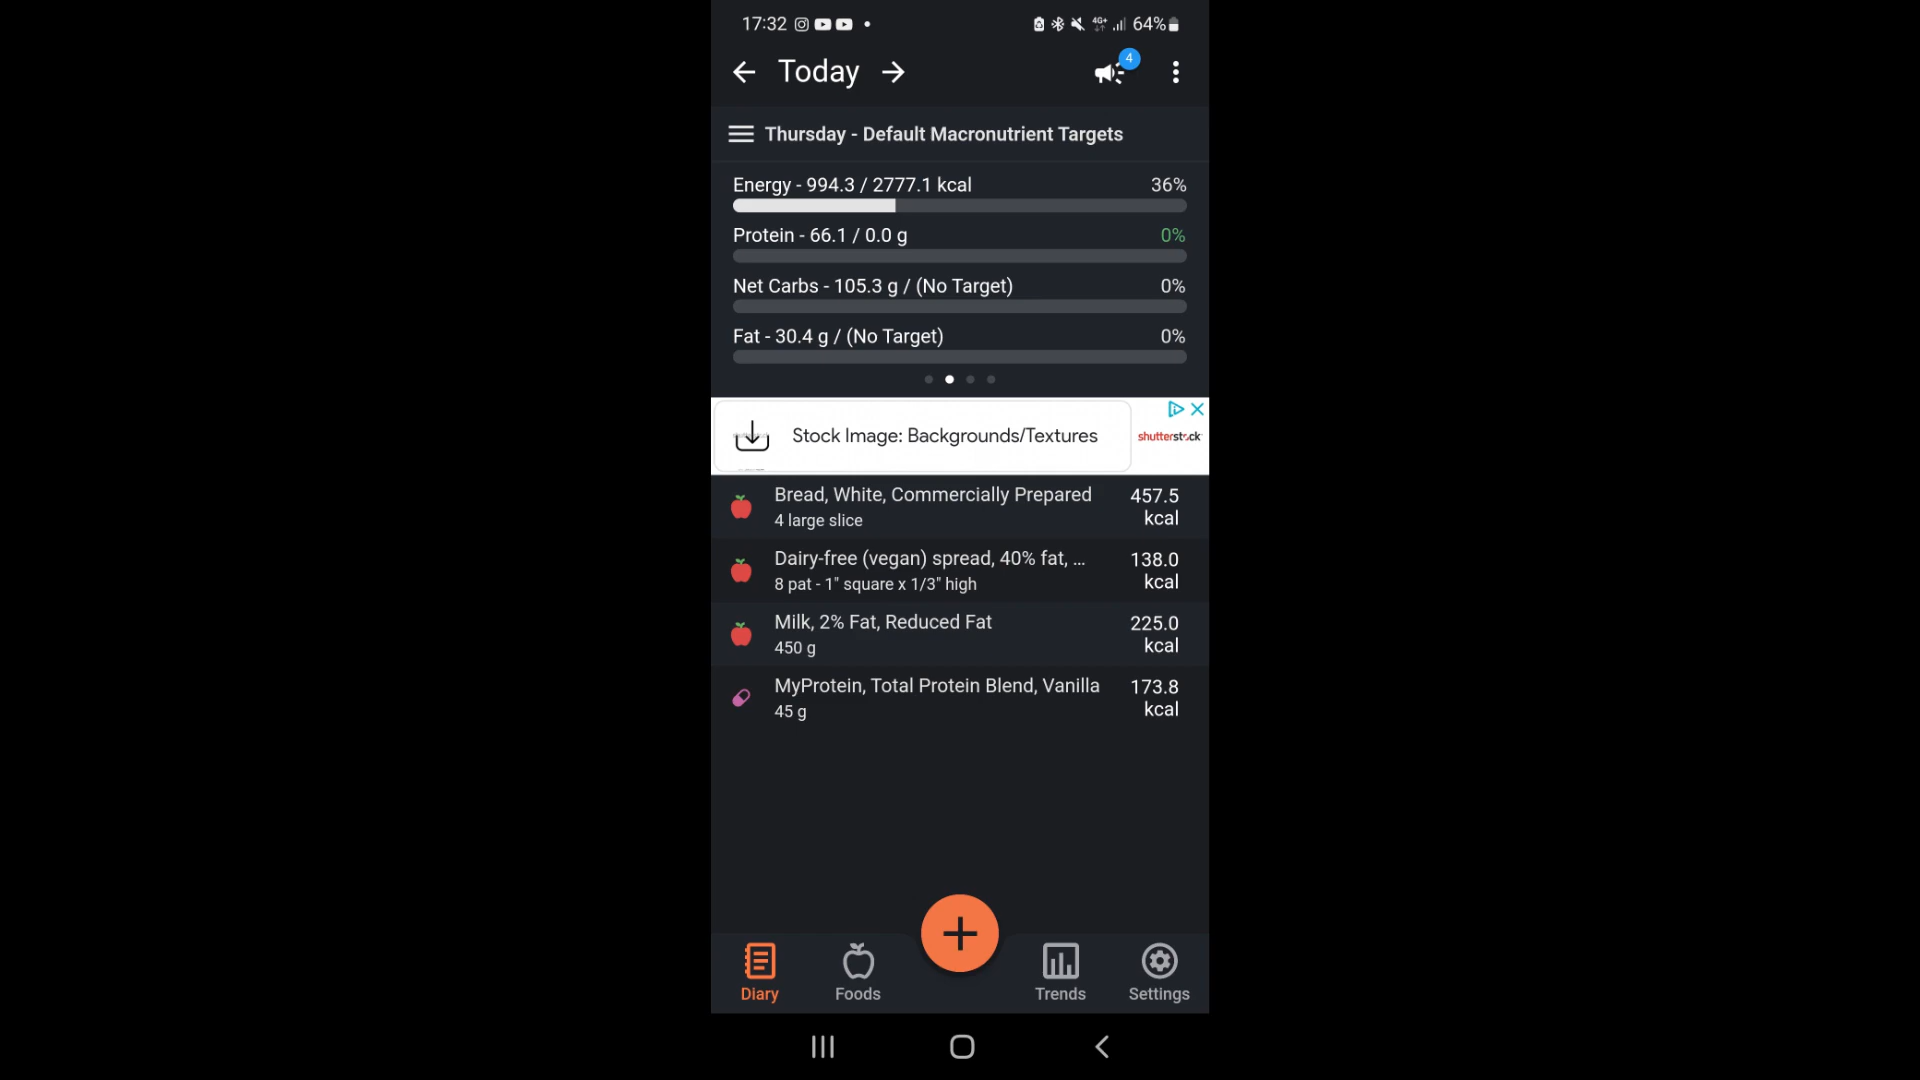 17:32 4G+ 64%
Today 4
Thursday - Default Macronutrient Targets
Energy - 994.3 / 2777.1 kcal 36%
Protein - 66.1 / 0.0 g 0%
Net Carbs - 105.3 g / (No Target) 0%
Fat - 30.4 g / (No Target) 0%
Stock Image: Backgrounds/Textures shutterstock
Bread, White, Commercially Prepared 457.5
4 large slice kcal
Dairy-free (vegan) spread, 40% fat, ... 138.0
8 pat - 1" square x 1/3" high kcal
Milk, 2% Fat, Reduced Fat 225.0
450 g kcal
MyProtein, Total Protein Blend, Vanilla 173.8
45 g kcal
Diary Foods Trends Settings